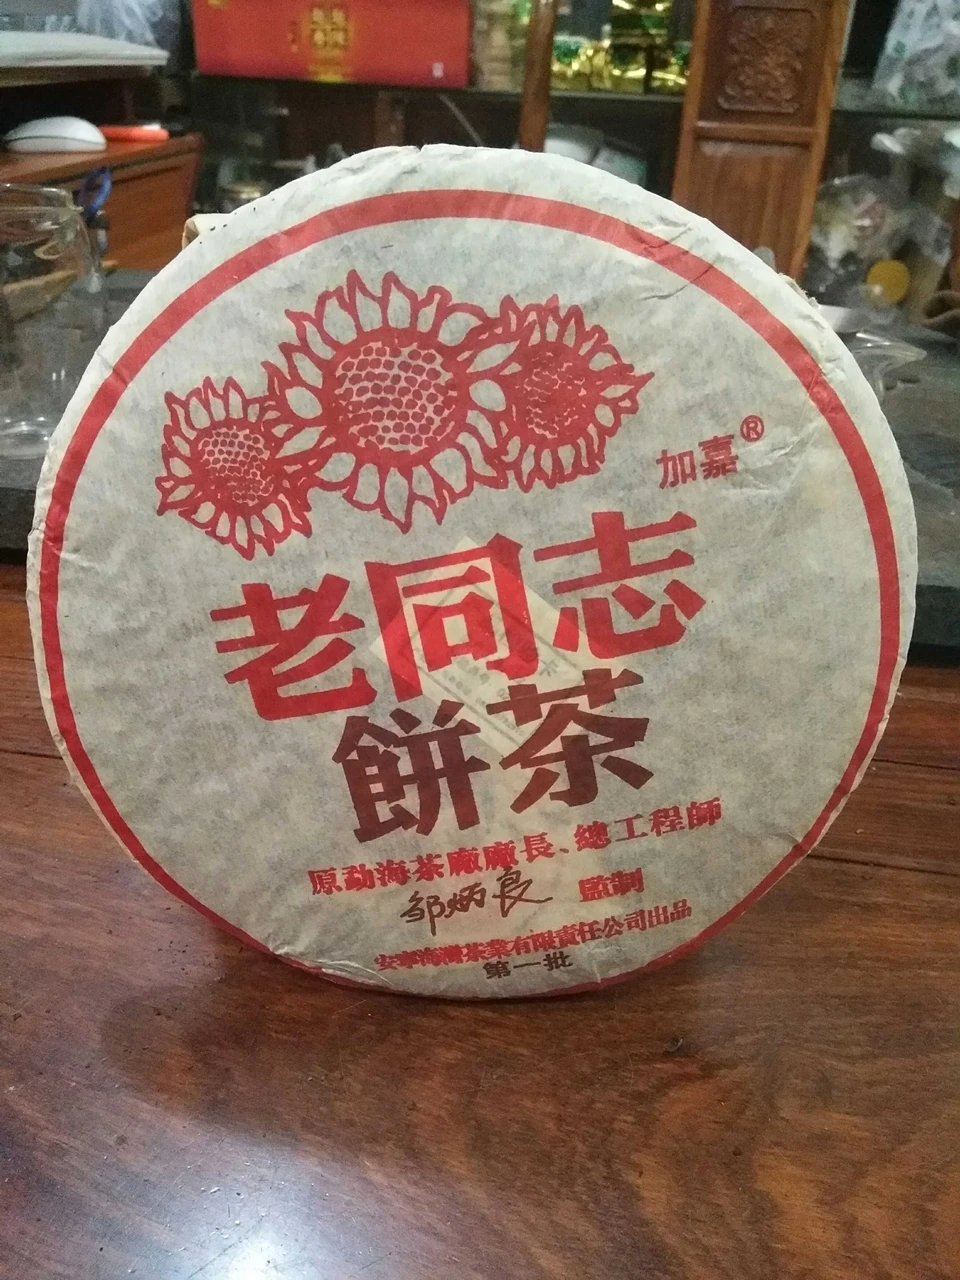 加嘉®
老同志
餅茶
原勐海茶廠廠長、總工程師
邹炳良 監制
安寧海灣茶業有限責任公司出品
第一批